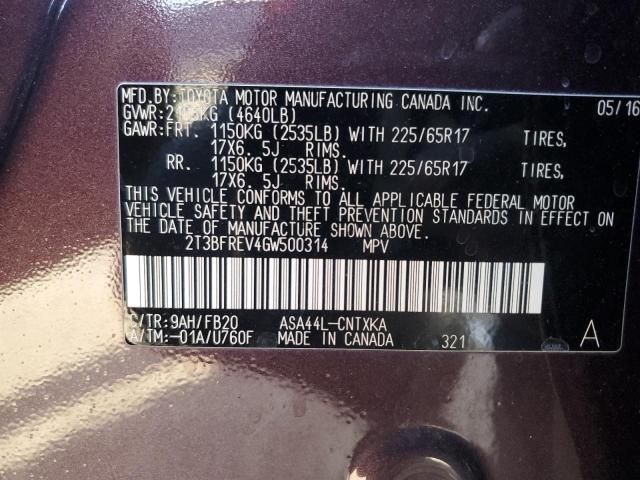 MFD.BY:TOYOTA MOTOR MANUFACTURING CANADA INC. 05/16
GVWR: (4640LB)
GAWR:FRT. 1150KG (2535LB) WITH 225/65R17 TIRES,
17X6. 5J RIMS.
RR. 1150KG (2535LB) WITH 225/65R17 TIRES,
17X6. 5J RIMS.
THIS VEHICLE CONFORMS TO ALL APPLICABLE FEDERAL MOTOR
VEHICLE SAFETY AND THEFT PREVENTION STANDARDS IN EFFECT ON
THE DATE OF MANUFACTURE SHOWN ABOVE.
2T3BFREV4GW500314 MPV
C/TR:9AH/FB20 ASA44L-CNTXKA
A/TM:-01A/U760F MADE IN CANADA 321 A